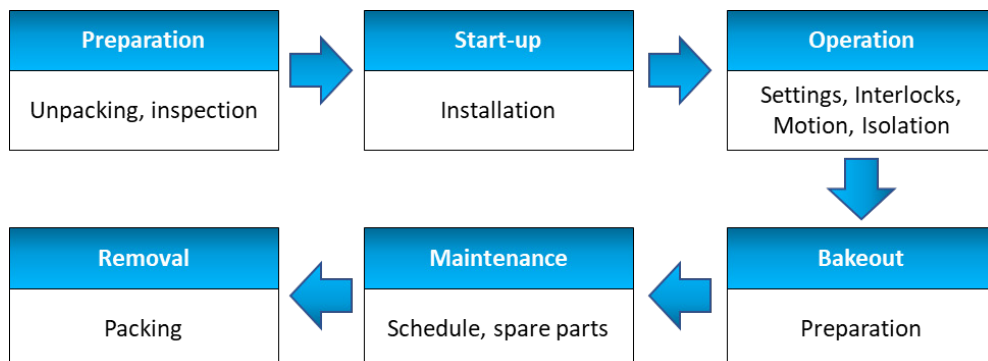 Preparation
Unpacking, inspection
Start-up
Installation
Operation
Settings, Interlocks,
Motion, Isolation
Bakeout
Preparation
Maintenance
Schedule, spare parts
Removal
Packing